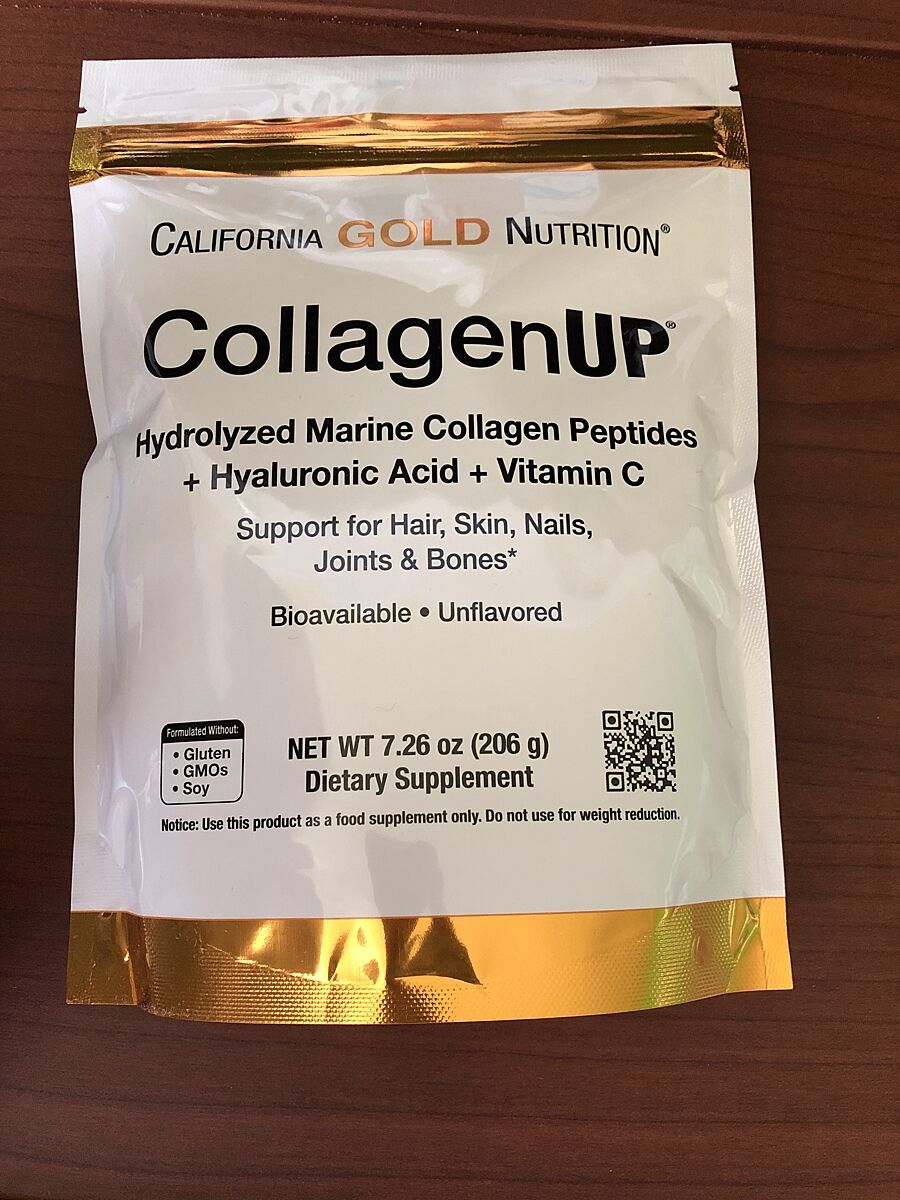 CALIFORNIA GOLD NUTRITION®
CollagenUP®
Hydrolyzed Marine Collagen Peptides
+ Hyaluronic Acid + Vitamin C
Support for Hair, Skin, Nails,
Joints & Bones*
Bioavailable • Unflavored
Formulated Without:
• Gluten
• GMOs
• Soy
NET WT 7.26 oz (206 g)
Dietary Supplement
Notice: Use this product as a food supplement only. Do not use for weight reduction.